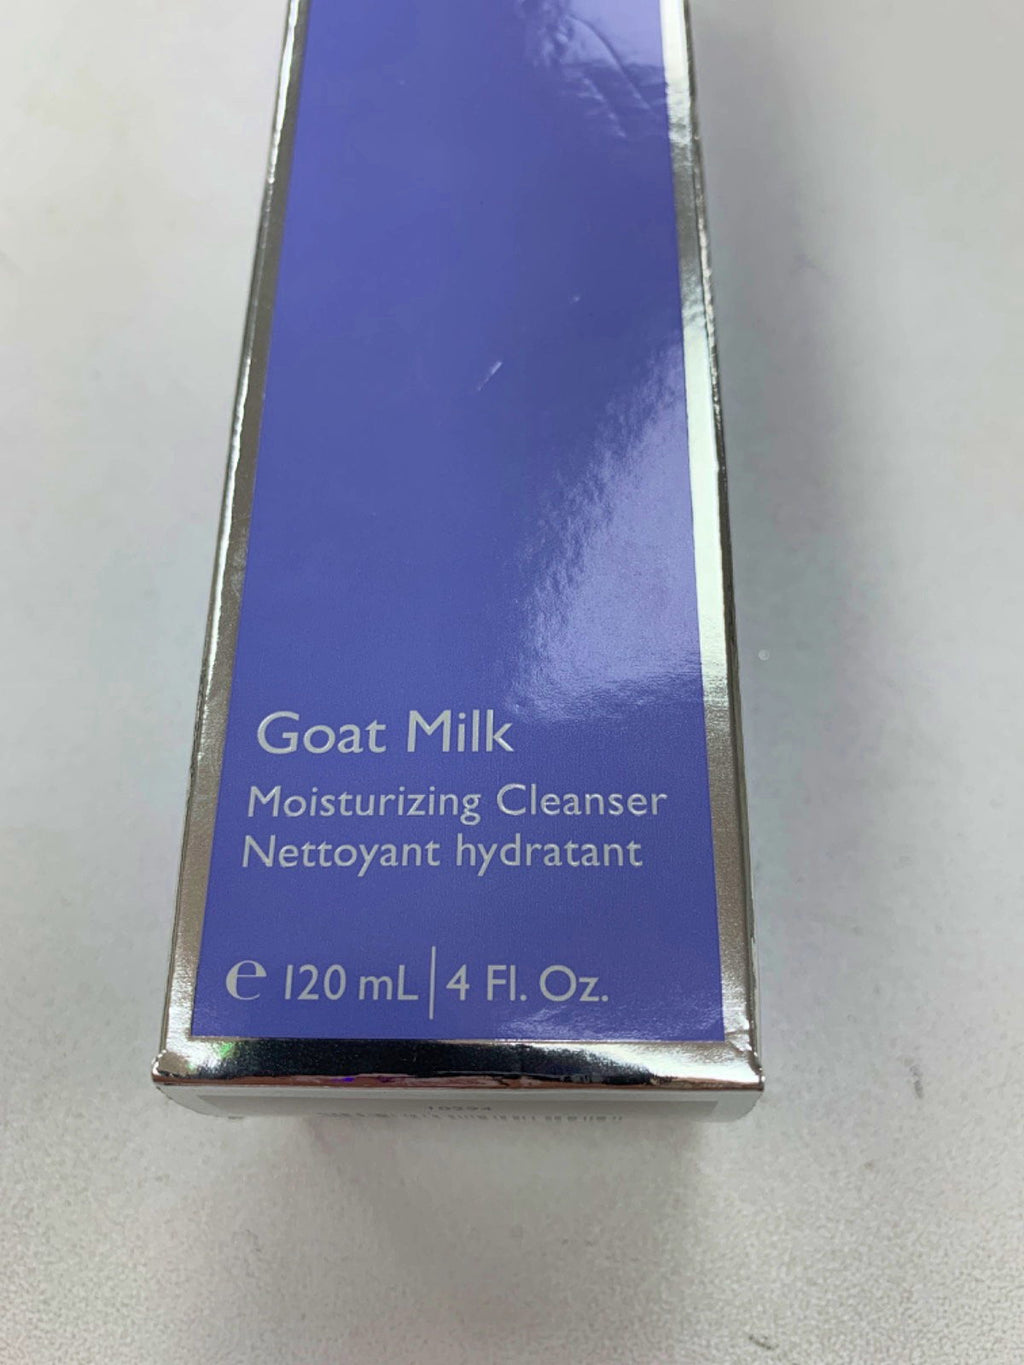 Goat Milk
Moisturizing Cleanser
Nettoyant hydratant
e 120 mL | 4 Fl. Oz.